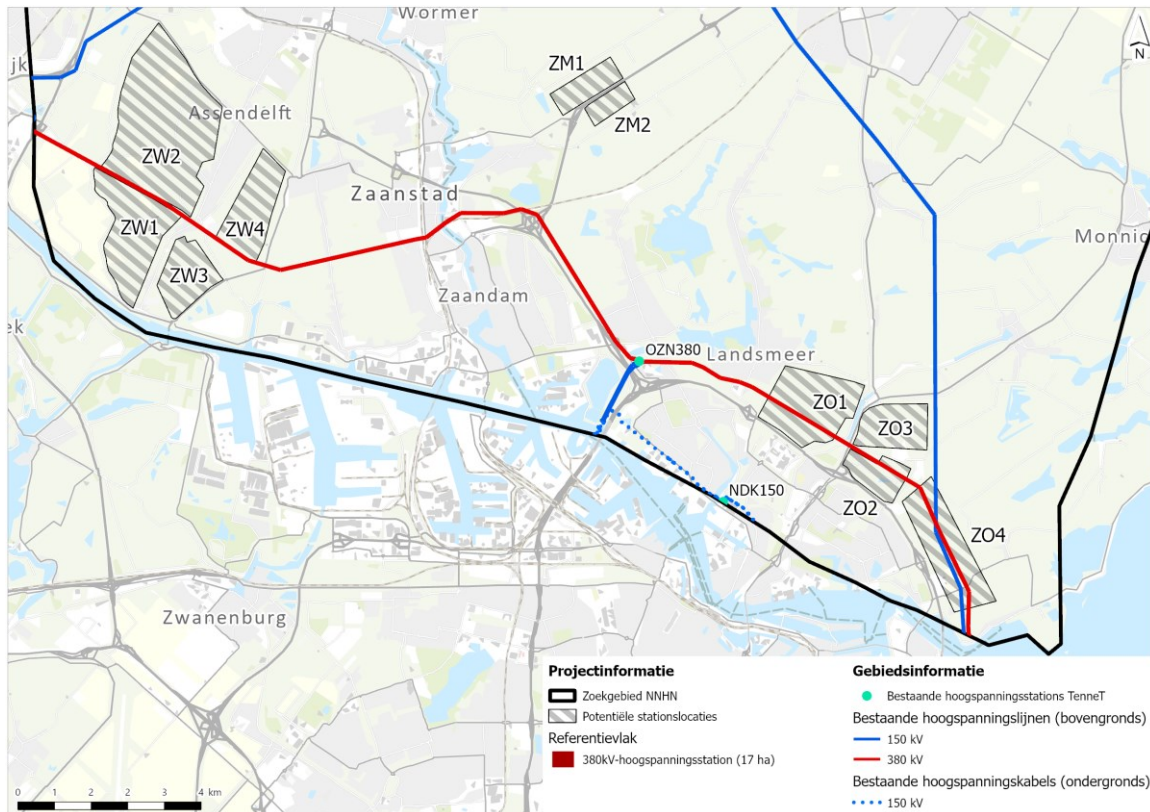 Wormer
N
ZM1
ijk
Assendelft
ZM2
ZW2
Zaanstad
ZW1
ZW4
Monnic
ZW3
Zaandam
ek
OZN380
Landsmeer
ZO1
ZO3
NDK150
ZO2
ZO4
Zwanenburg
Projectinformatie
Zoekgebied NNHN
Potentiële stationslocaties
Referentievlak
380kV-hoogspanningsstation (17 ha)
Gebiedsinformatie
Bestaande hoogspanningsstations TenneT
Bestaande hoogspanningslijnen (bovengronds)
150 kV
380 kV
Bestaande hoogspanningskabels (ondergronds)
150 kV
0 1 2 3 4 km